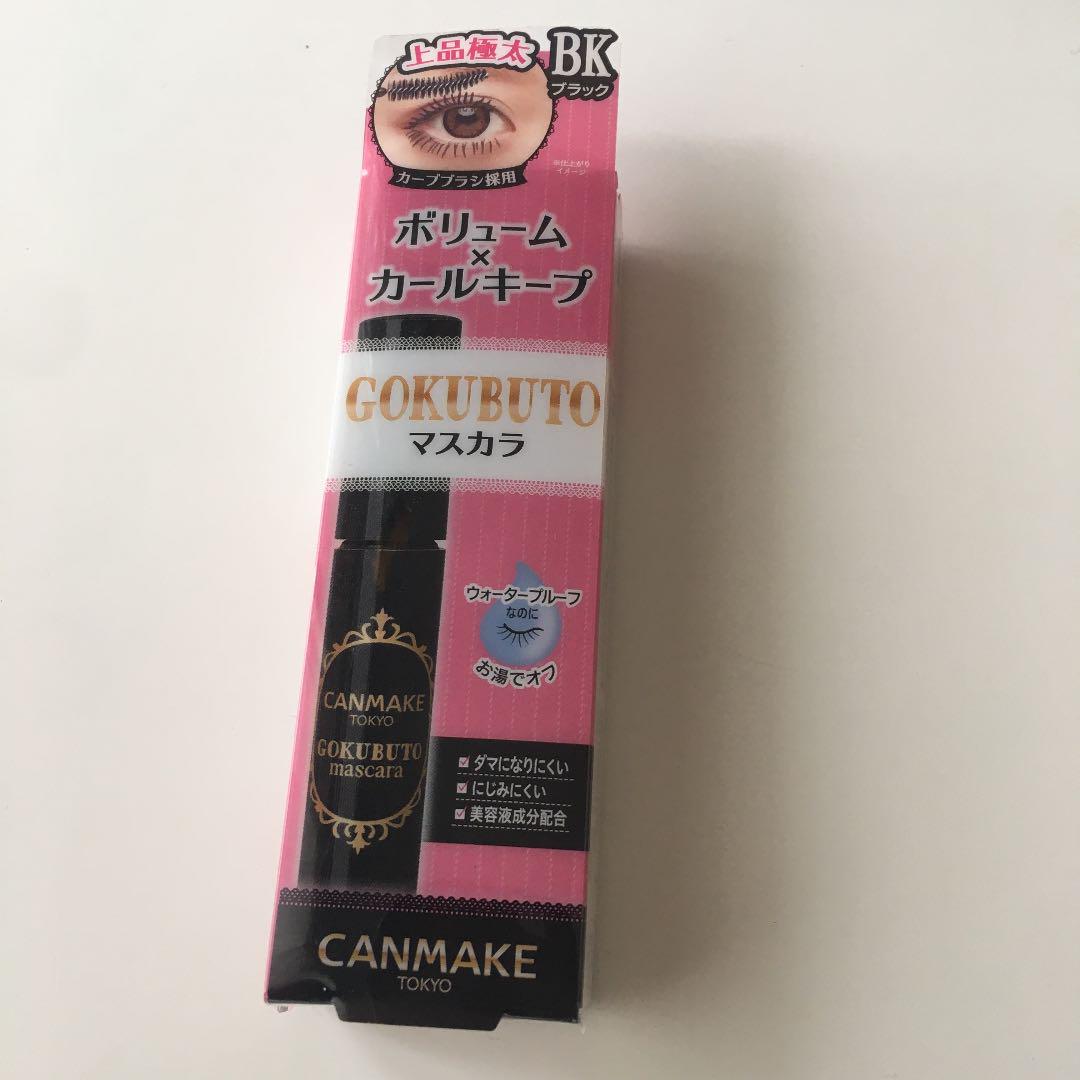 上品極太
BK
ブラック
カーブブラシ採用
※仕上がり
イメージ
ボリューム
×
カールキープ
GOKUBUTO
マスカラ
ウォータープルーフ
なのに
お湯でオフ
CANMAKE
TOKYO
GOKUBUTO
mascara
ダマになりにくい
にじみにくい
美容液成分配合
CANMAKE
TOKYO